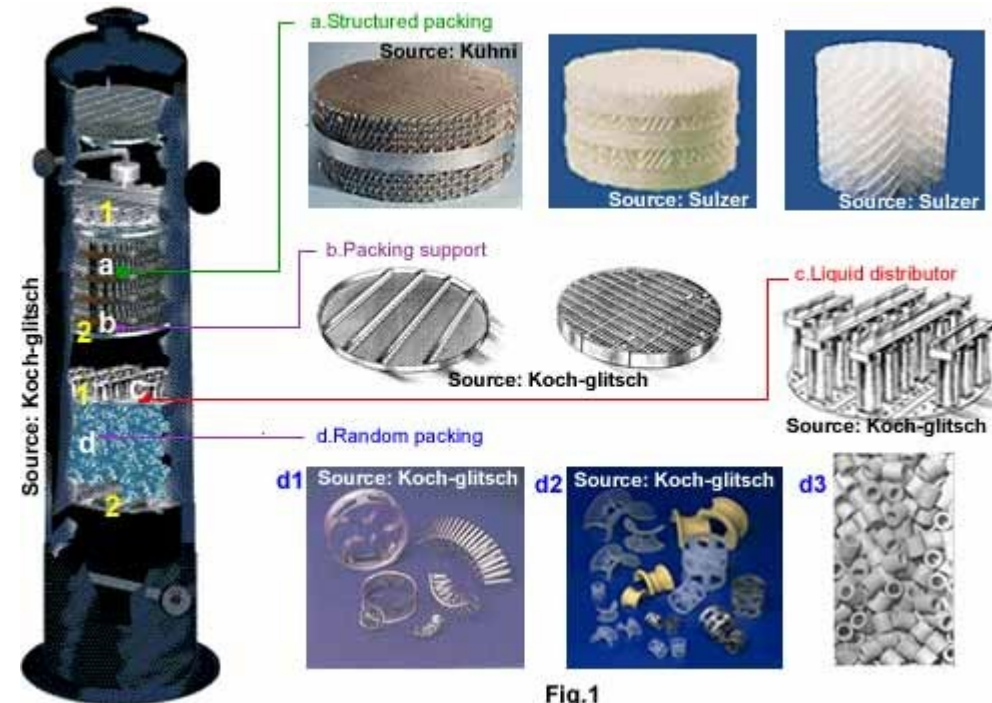 a.Structured packing
Source: Kühni
Source: Sulzer
Source: Sulzer
1
a
b
2
b.Packing support
c.Liquid distributor
Source: Koch-glitsch
Source: Koch-glitsch
Source: Koch-glitsch
1
c
d
2
d.Random packing
d1
Source: Koch-glitsch
d2
Source: Koch-glitsch
d3
Fig.1